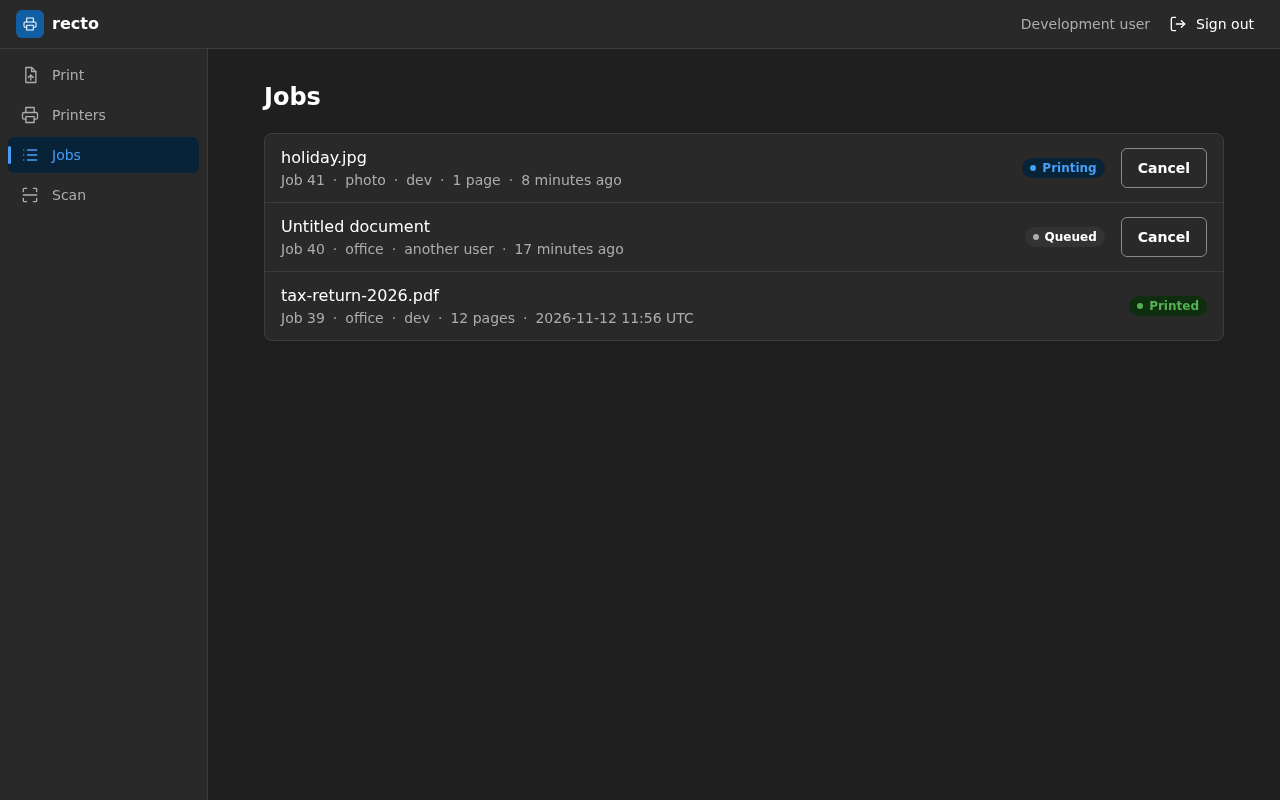 recto
Development user
Sign out
Print
Printers
Jobs
Scan
Jobs
holiday.jpg
Job 41 · photo · dev · 1 page · 8 minutes ago
Printing
Cancel
Untitled document
Job 40 · office · another user · 17 minutes ago
Queued
Cancel
tax-return-2026.pdf
Job 39 · office · dev · 12 pages · 2026-11-12 11:56 UTC
Printed